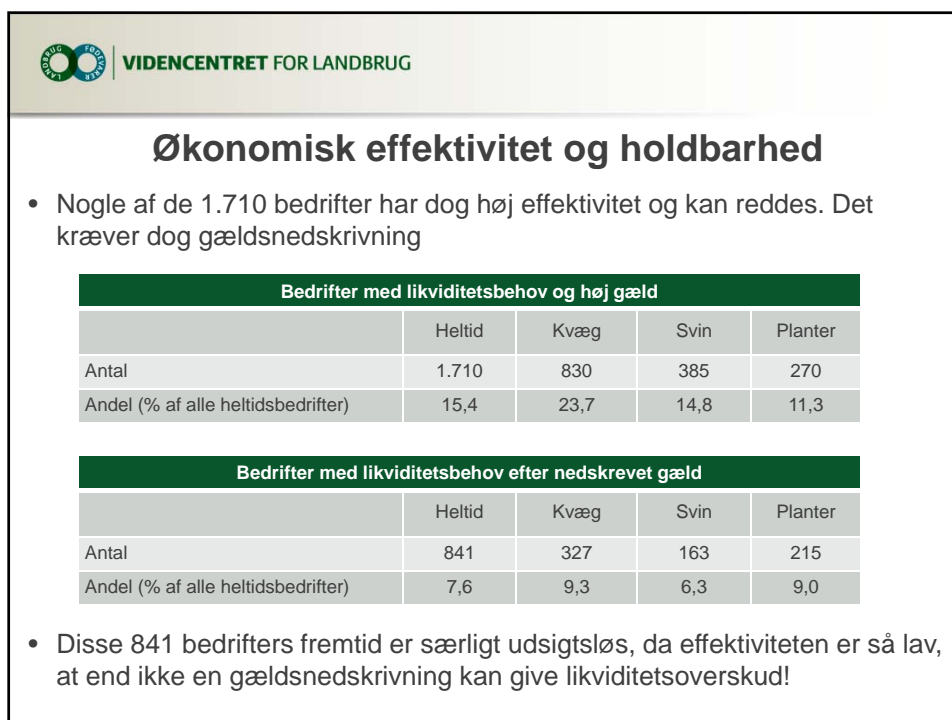 LANDBRUG FØDEVARER
VIDENCENTRET FOR LANDBRUG
Økonomisk effektivitet og holdbarhed
• Nogle af de 1.710 bedrifter har dog høj effektivitet og kan reddes. Det
kræver dog gældsnedskrivning
Bedrifter med likviditetsbehov og høj gæld
Heltid Kvæg Svin Planter
Antal 1.710 830 385 270
Andel (% af alle heltidsbedrifter) 15,4 23,7 14,8 11,3
Bedrifter med likviditetsbehov efter nedskrevet gæld
Heltid Kvæg Svin Planter
Antal 841 327 163 215
Andel (% af alle heltidsbedrifter) 7,6 9,3 6,3 9,0
• Disse 841 bedrifters fremtid er særligt udsigtsløs, da effektiviteten er så lav,
at end ikke en gældsnedskrivning kan give likviditetsoverskud!